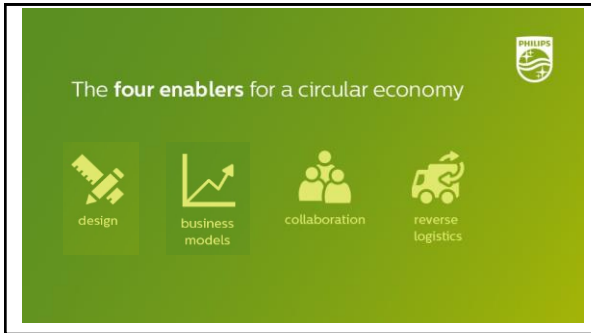 PHILIPS
The four enablers for a circular economy
design
business
models
collaboration
reverse
logistics